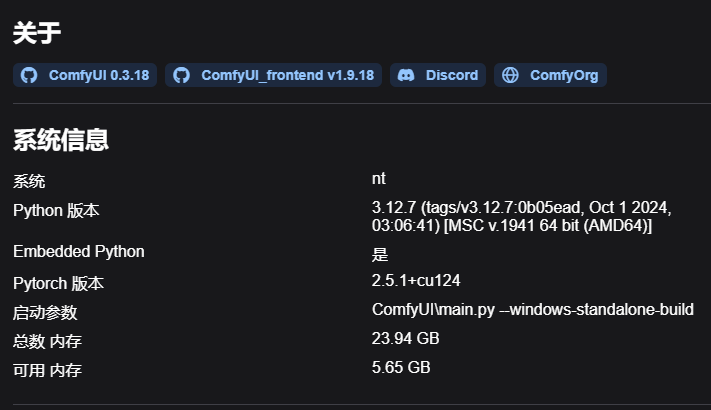 关于
ComfyUI 0.3.18 ComfyUI_frontend v1.9.18 Discord ComfyOrg
系统信息
系统 nt
Python 版本 3.12.7 (tags/v3.12.7:0b05ead, Oct 1 2024,
03:06:41) [MSC v.1941 64 bit (AMD64)]
Embedded Python 是
Pytorch 版本 2.5.1+cu124
启动参数 ComfyUI\main.py --windows-standalone-build
总数 内存 23.94 GB
可用 内存 5.65 GB